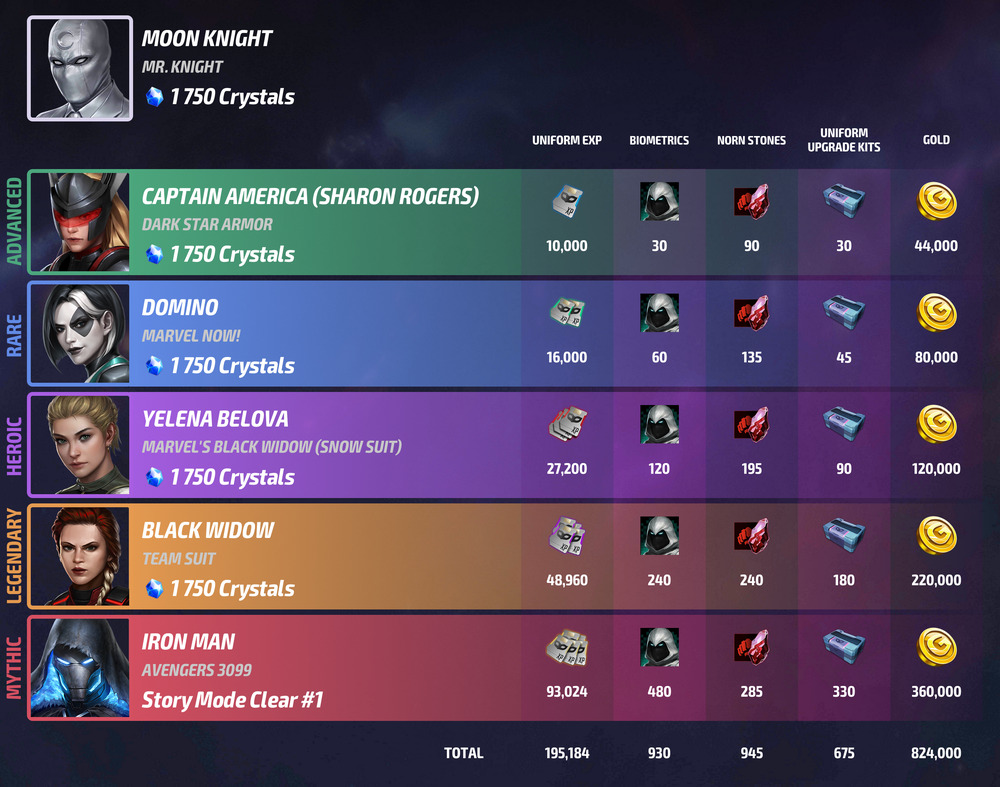 MOON KNIGHT
MR. KNIGHT
1 750 Crystals
UNIFORM EXP
BIOMETRICS
NORN STONES
UNIFORM
UPGRADE KITS
GOLD
ADVANCED
CAPTAIN AMERICA (SHARON ROGERS)
DARK STAR ARMOR
1 750 Crystals
10,000
30
90
30
44,000
RARE
DOMINO
MARVEL NOW!
1 750 Crystals
16,000
60
135
45
80,000
HEROIC
YELENA BELOVA
MARVEL'S BLACK WIDOW (SNOW SUIT)
1 750 Crystals
27,200
120
195
90
120,000
LEGENDARY
BLACK WIDOW
TEAM SUIT
1 750 Crystals
48,960
240
240
180
220,000
MYTHIC
IRON MAN
AVENGERS 3099
Story Mode Clear #1
93,024
480
285
330
360,000
TOTAL
195,184
930
945
675
824,000